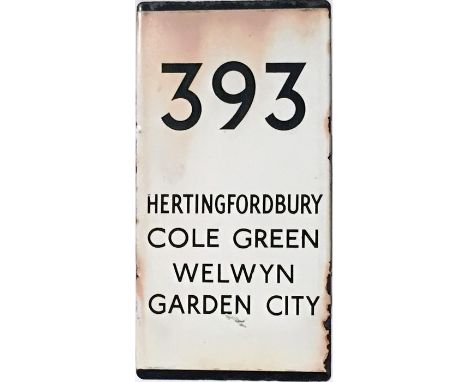 393
HERTINGFORDBURY
COLE GREEN
WELWYN
GARDEN CITY